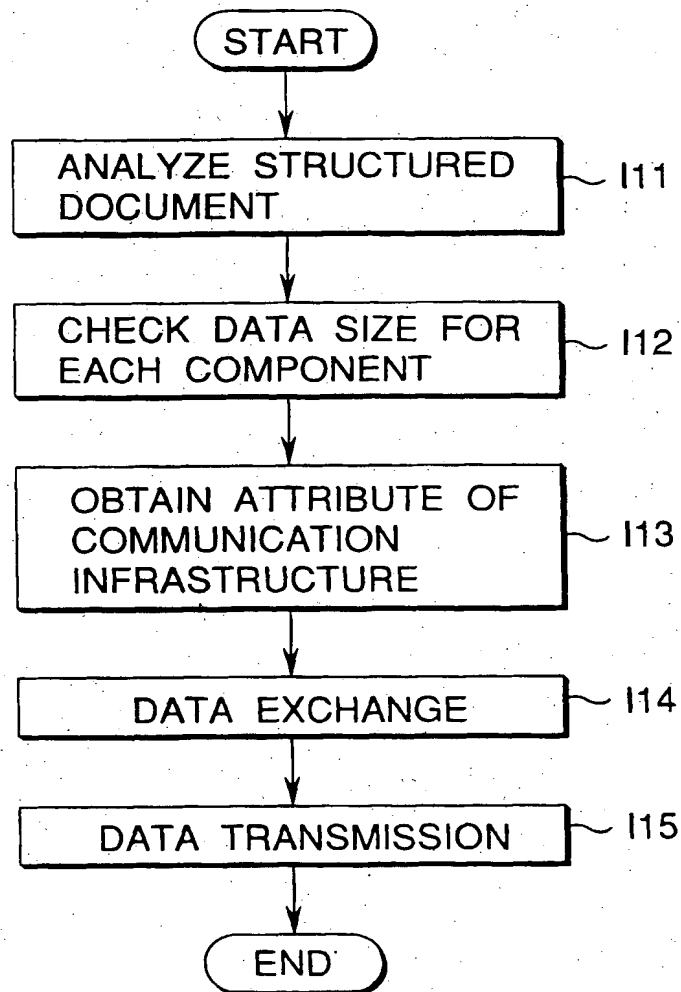 START
ANALYZE STRUCTURED
DOCUMENT
I11
CHECK DATA SIZE FOR
EACH COMPONENT
I12
OBTAIN ATTRIBUTE OF
COMMUNICATION
INFRASTRUCTURE
I13
DATA EXCHANGE
I14
DATA TRANSMISSION
I15
END